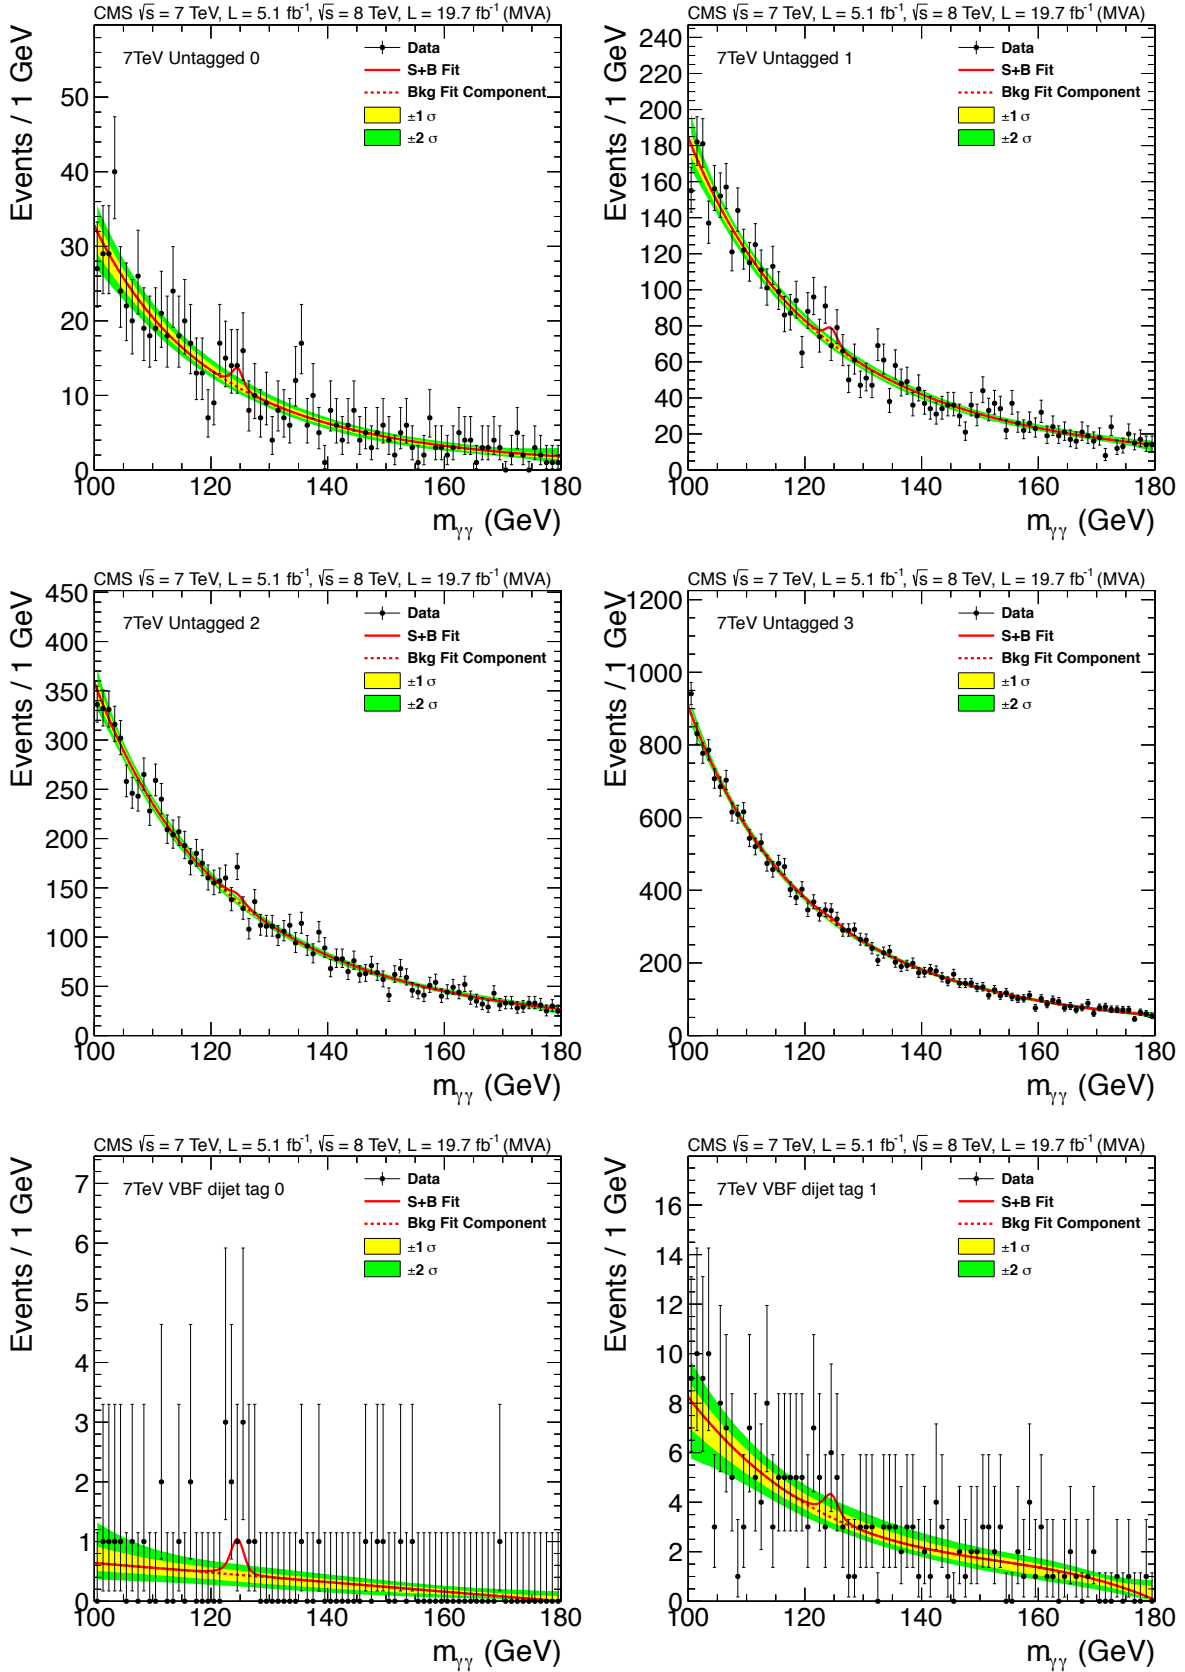 CMS √s = 7 TeV, L = 5.1 fb⁻¹, √s = 8 TeV, L = 19.7 fb⁻¹ (MVA)
Events / 1 GeV
7TeV Untagged 0
Data
S+B Fit
Bkg Fit Component
±1 σ
±2 σ
50
40
30
20
10
0
100 120 140 160 180
mγγ (GeV)
CMS √s = 7 TeV, L = 5.1 fb⁻¹, √s = 8 TeV, L = 19.7 fb⁻¹ (MVA)
Events / 1 GeV
7TeV Untagged 1
Data
S+B Fit
Bkg Fit Component
±1 σ
±2 σ
240
220
200
180
160
140
120
100
80
60
40
20
0
100 120 140 160 180
mγγ (GeV)
CMS √s = 7 TeV, L = 5.1 fb⁻¹, √s = 8 TeV, L = 19.7 fb⁻¹ (MVA)
Events / 1 GeV
7TeV Untagged 2
Data
S+B Fit
Bkg Fit Component
±1 σ
±2 σ
450
400
350
300
250
200
150
100
50
0
100 120 140 160 180
mγγ (GeV)
CMS √s = 7 TeV, L = 5.1 fb⁻¹, √s = 8 TeV, L = 19.7 fb⁻¹ (MVA)
Events / 1 GeV
7TeV Untagged 3
Data
S+B Fit
Bkg Fit Component
±1 σ
±2 σ
1200
1000
800
600
400
200
0
100 120 140 160 180
mγγ (GeV)
CMS √s = 7 TeV, L = 5.1 fb⁻¹, √s = 8 TeV, L = 19.7 fb⁻¹ (MVA)
Events / 1 GeV
7TeV VBF dijet tag 0
Data
S+B Fit
Bkg Fit Component
±1 σ
±2 σ
7
6
5
4
3
2
1
0
100 120 140 160 180
mγγ (GeV)
CMS √s = 7 TeV, L = 5.1 fb⁻¹, √s = 8 TeV, L = 19.7 fb⁻¹ (MVA)
Events / 1 GeV
7TeV VBF dijet tag 1
Data
S+B Fit
Bkg Fit Component
±1 σ
±2 σ
16
14
12
10
8
6
4
2
0
100 120 140 160 180
mγγ (GeV)